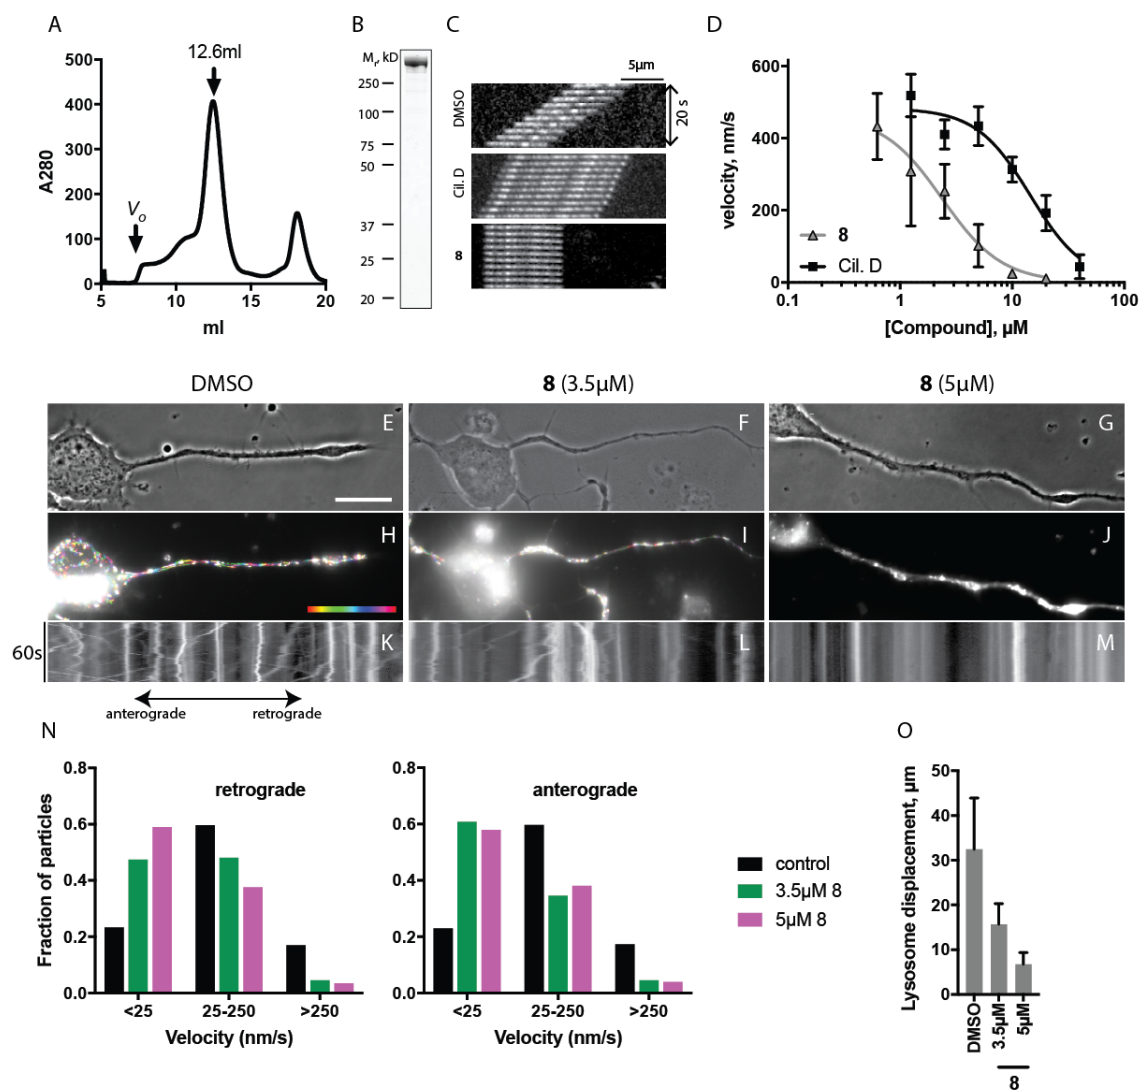 A
12.6ml
500
400
300
200
100
0
A280
Vo
5
10
15
20
ml
B
Mr, kD
250
100
75
50
37
25
20
C
5µm
DMSO
20 s
Cil. D
8
D
600
400
200
0
velocity, nm/s
8
Cil. D
0.1
1
10
100
[Compound], µM
DMSO
8 (3.5µM)
8 (5µM)
E
F
G
H
I
J
60s
K
L
M
anterograde
retrograde
N
0.8
0.6
0.4
0.2
0.0
Fraction of particles
retrograde
<25
25-250
>250
Velocity (nm/s)
0.8
0.6
0.4
0.2
0.0
anterograde
<25
25-250
>250
Velocity (nm/s)
control
3.5µM 8
5µM 8
O
50
40
30
20
10
0
Lysosome displacement, µm
DMSO
3.5µM
5µM
8